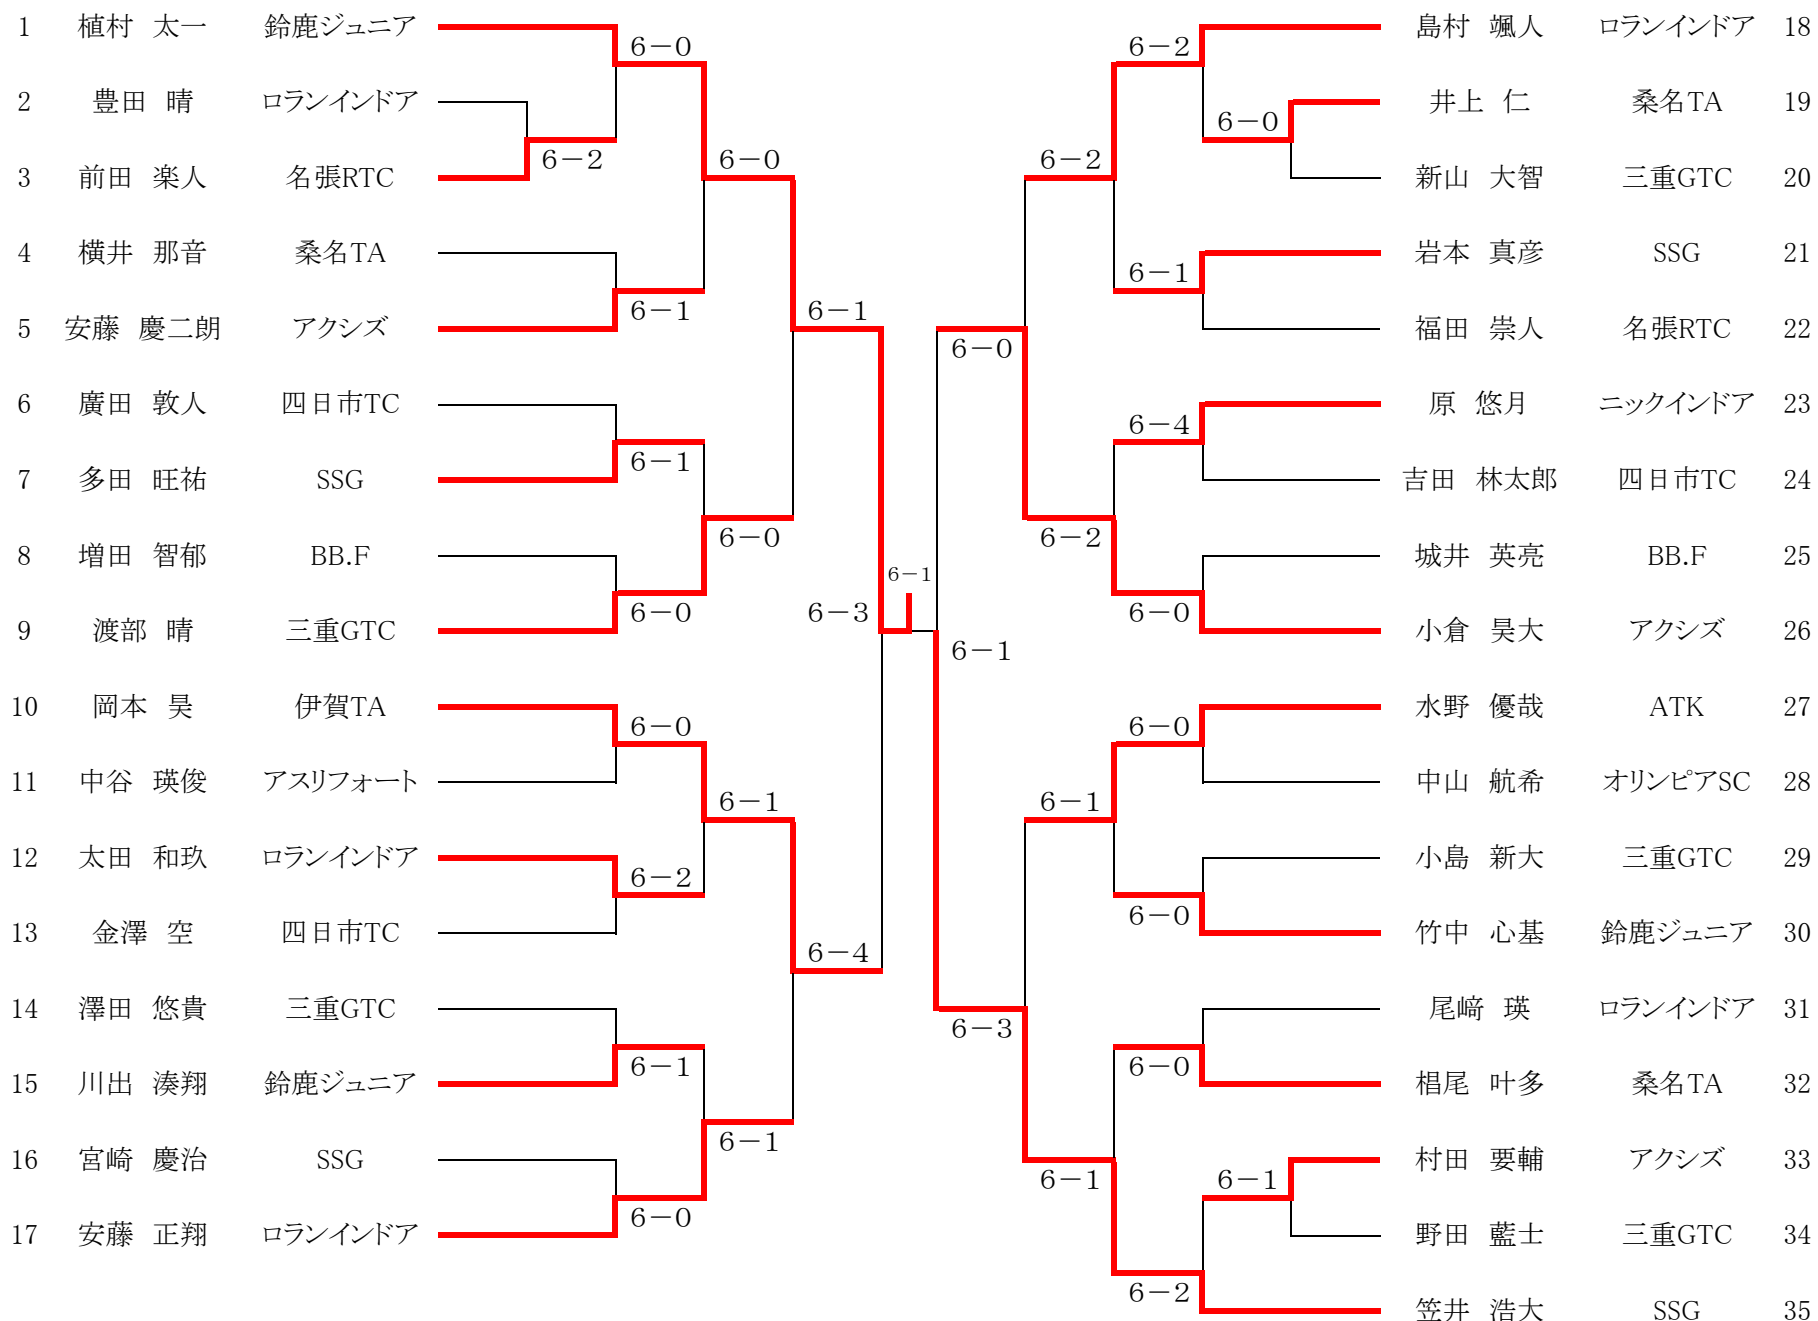 1 植村 太一 鈴鹿ジュニア 6-0 6-2 島村 颯人 ロランインドア 18
2 豊田 晴 ロランインドア 6-0 井上 仁 桑名TA 19
3 前田 楽人 名張RTC 6-2 6-0 6-2 新山 大智 三重GTC 20
4 横井 那音 桑名TA 6-1 岩本 真彦 SSG 21
5 安藤 慶二朗 アクシズ 6-1 6-1 6-0 福田 崇人 名張RTC 22
6 廣田 敦人 四日市TC 6-4 原 悠月 ニックインドア 23
7 多田 旺祐 SSG 6-1 吉田 林太郎 四日市TC 24
8 増田 智郁 BB.F 6-0 6-1 6-2 城井 英亮 BB.F 25
9 渡部 晴 三重GTC 6-0 6-3 6-1 6-0 小倉 昊大 アクシズ 26
10 岡本 昊 伊賀TA 6-0 6-0 水野 優哉 ATK 27
11 中谷 瑛俊 アスリフォート 6-1 6-1 中山 航希 オリンピアSC 28
12 太田 和玖 ロランインドア 6-2 小島 新大 三重GTC 29
13 金澤 空 四日市TC 6-4 6-0 竹中 心基 鈴鹿ジュニア 30
14 澤田 悠貴 三重GTC 6-3 尾﨑 瑛 ロランインドア 31
15 川出 湊翔 鈴鹿ジュニア 6-1 6-0 椙尾 叶多 桑名TA 32
16 宮崎 慶治 SSG 6-1 6-1 6-1 村田 要輔 アクシズ 33
17 安藤 正翔 ロランインドア 6-0 野田 藍士 三重GTC 34
6-2 笠井 浩大 SSG 35